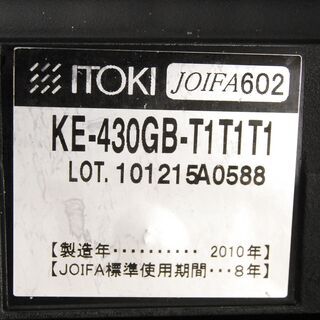 ITOKI JOIFA602
KE-430GB-T1T1T1
LOT. 101215A0588
【製造年·········· 2010年】
【JOIFA標準使用期間···8年】